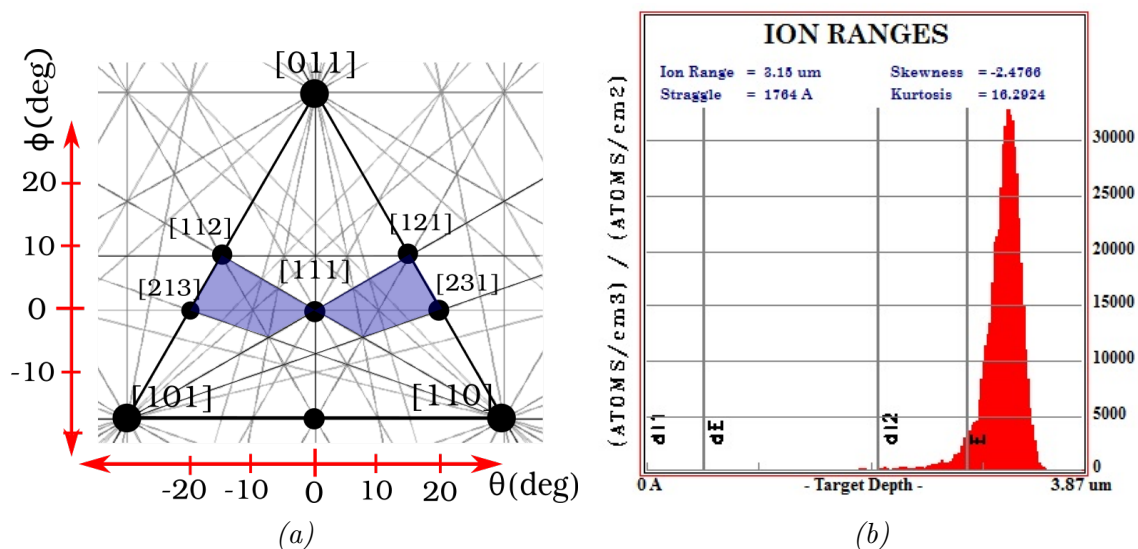 [011]
ϕ(deg)
20
10
0
-10
[112]
[121]
[111]
[213]
[231]
[101]
[110]
-20
-10
0
10
20
θ(deg)
(a)
ION RANGES
Ion Range = 3.15 um
Skewness = -2.4766
Straggle = 1764 A
Kurtosis = 16.2924
(ATOMS/cm3) / (ATOMS/cm2)
30000
25000
20000
15000
10000
5000
0
dl1
dE
dl2
E
0 A
- Target Depth -
3.87 um
(b)